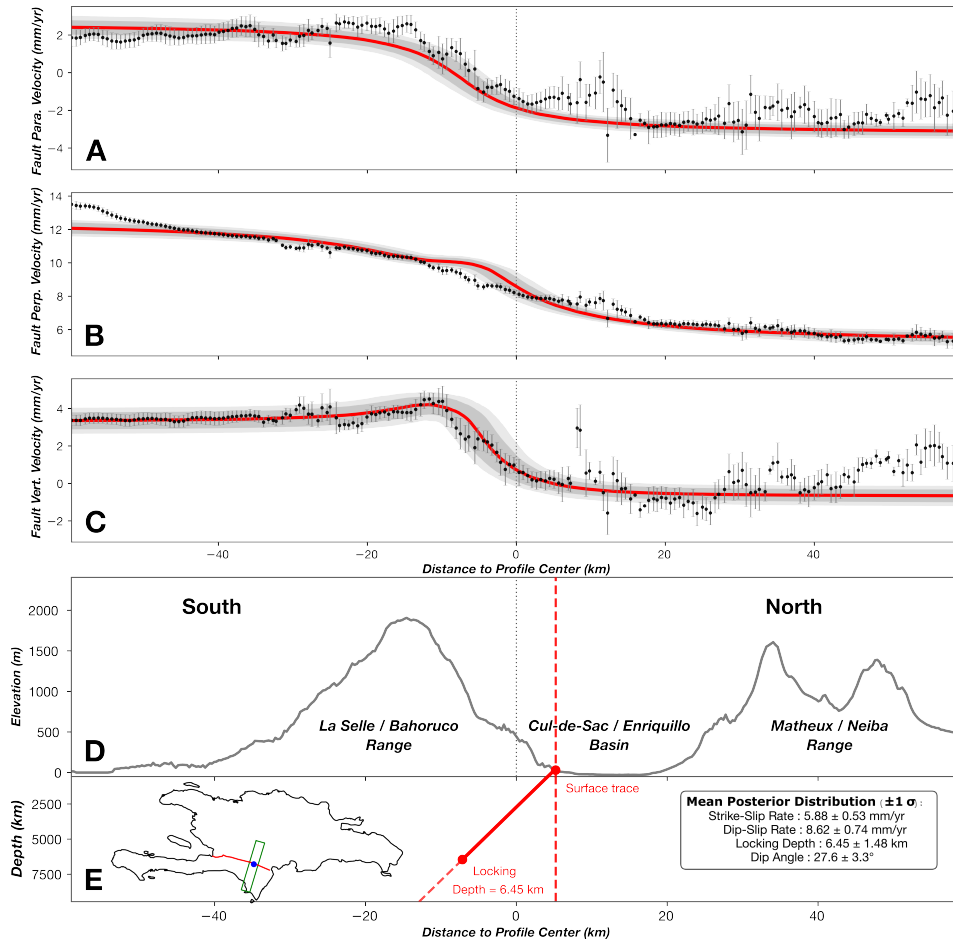 Fault Para. Velocity (mm/yr)
2
0
−2
−4
A
Fault Perp. Velocity (mm/yr)
14
12
10
8
6
B
Fault Vert. Velocity (mm/yr)
4
2
0
−2
C
−40
−20
0
20
40
Distance to Profile Center (km)
Elevation (m)
2000
1500
1000
500
0
South
North
La Selle / Bahoruco
Range
Cul-de-Sac / Enriquillo
Basin
Matheux / Neiba
Range
D
Depth (km)
2500
5000
7500
E
Surface trace
Locking
Depth = 6.45 km
Mean Posterior Distribution ( ±1 σ) :
Strike-Slip Rate : 5.88 ± 0.53 mm/yr
Dip-Slip Rate : 8.62 ± 0.74 mm/yr
Locking Depth : 6.45 ± 1.48 km
Dip Angle : 27.6 ± 3.3°
−40
−20
0
20
40
Distance to Profile Center (km)